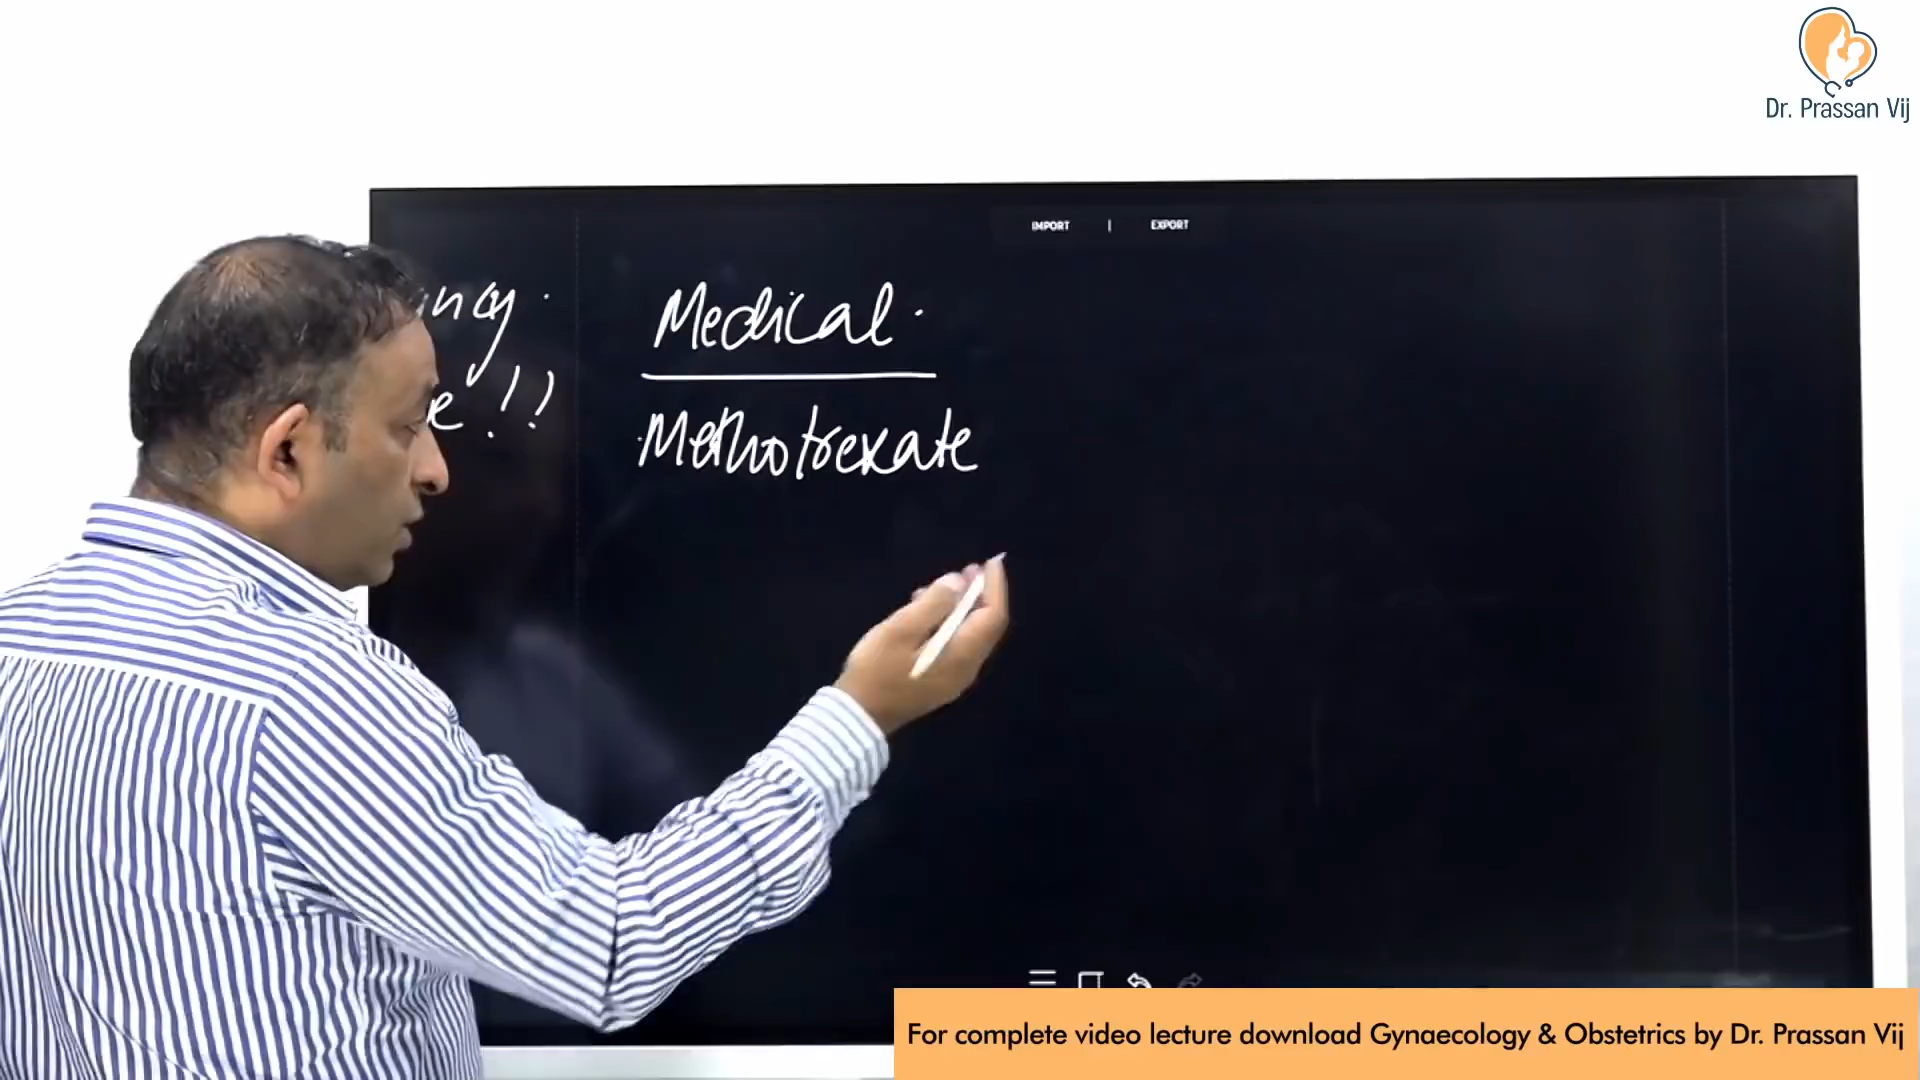 Dr. Prassan Vij
IMPORT | EXPORT
Medical.
Methotrexate
!!
For complete video lecture download Gynaecology & Obstetrics by Dr. Prassan Vij